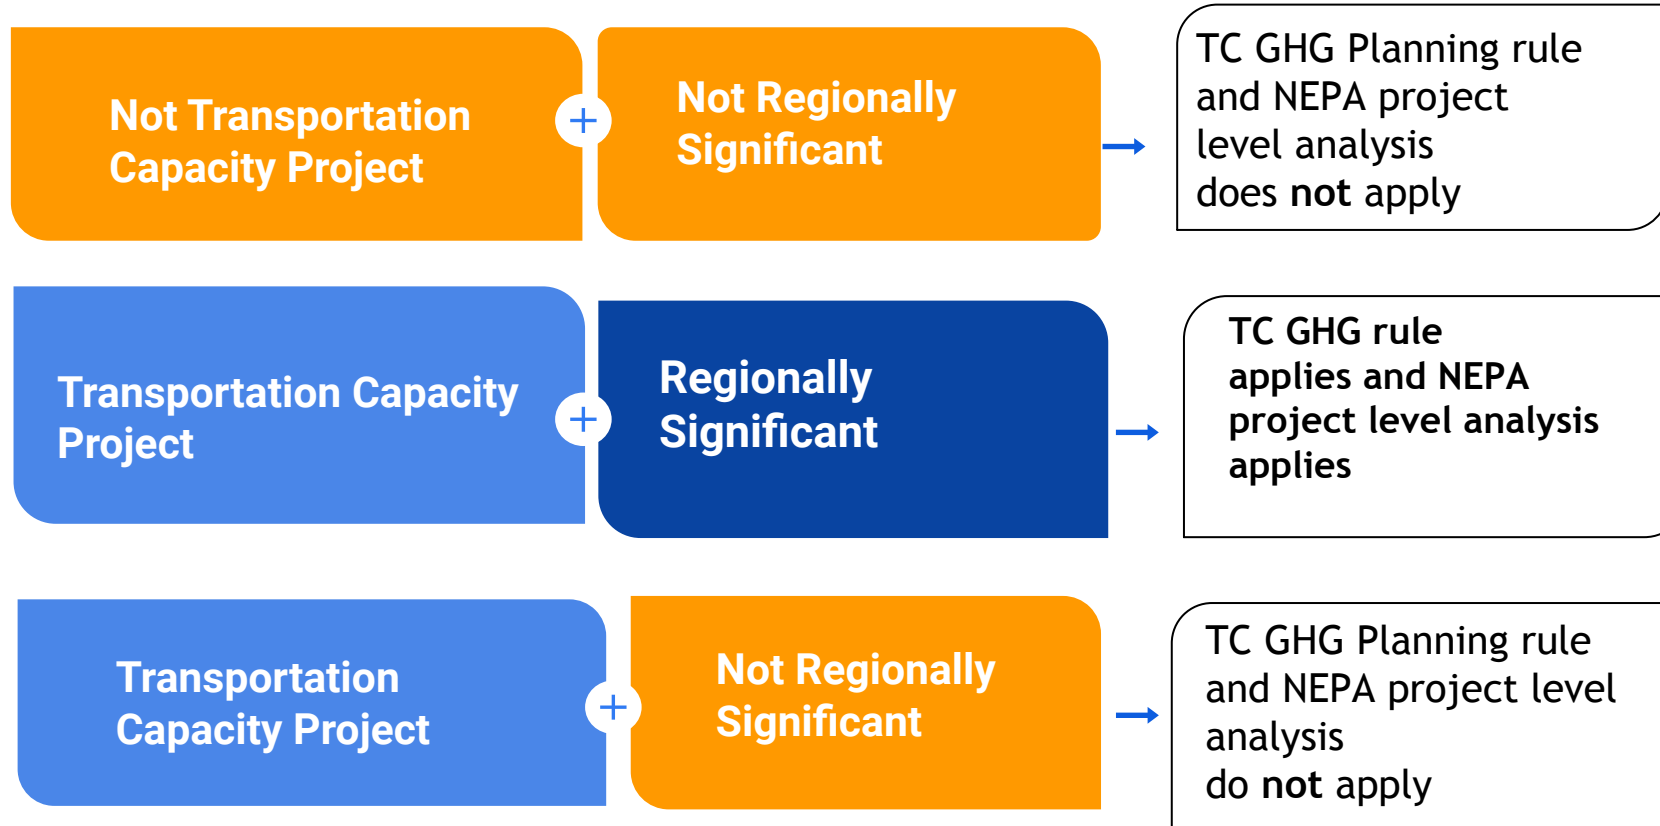 Not Transportation
Capacity Project
+
Not Regionally
Significant
TC GHG Planning rule
and NEPA project
level analysis
does not apply
Transportation Capacity
Project
+
Regionally
Significant
TC GHG rule
applies and NEPA
project level analysis
applies
Transportation
Capacity Project
+
Not Regionally
Significant
TC GHG Planning rule
and NEPA project level
analysis
do not apply